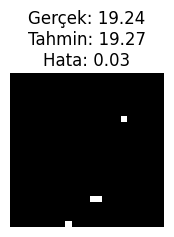 Gerçek: 19.24
Tahmin: 19.27
Hata: 0.03